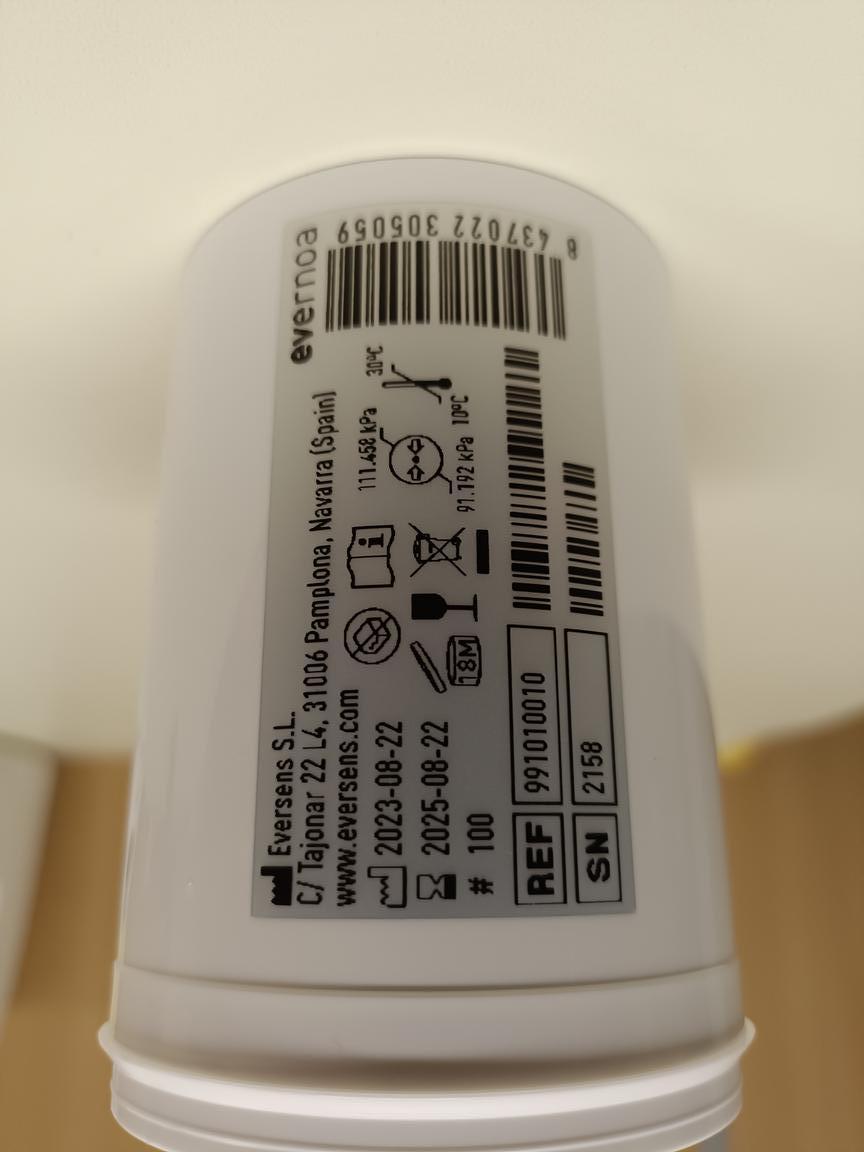 Eversens S.L.
C/ Tajonar 22 L4, 31006 Pamplona, Navarra (Spain)
www.eversens.com
evernoa
2023-08-22
2025-08-22
# 100
18M
111.458 kPa
91.192 kPa
30ºC
10ºC
REF 991010010
SN 2158
8 437022 305059